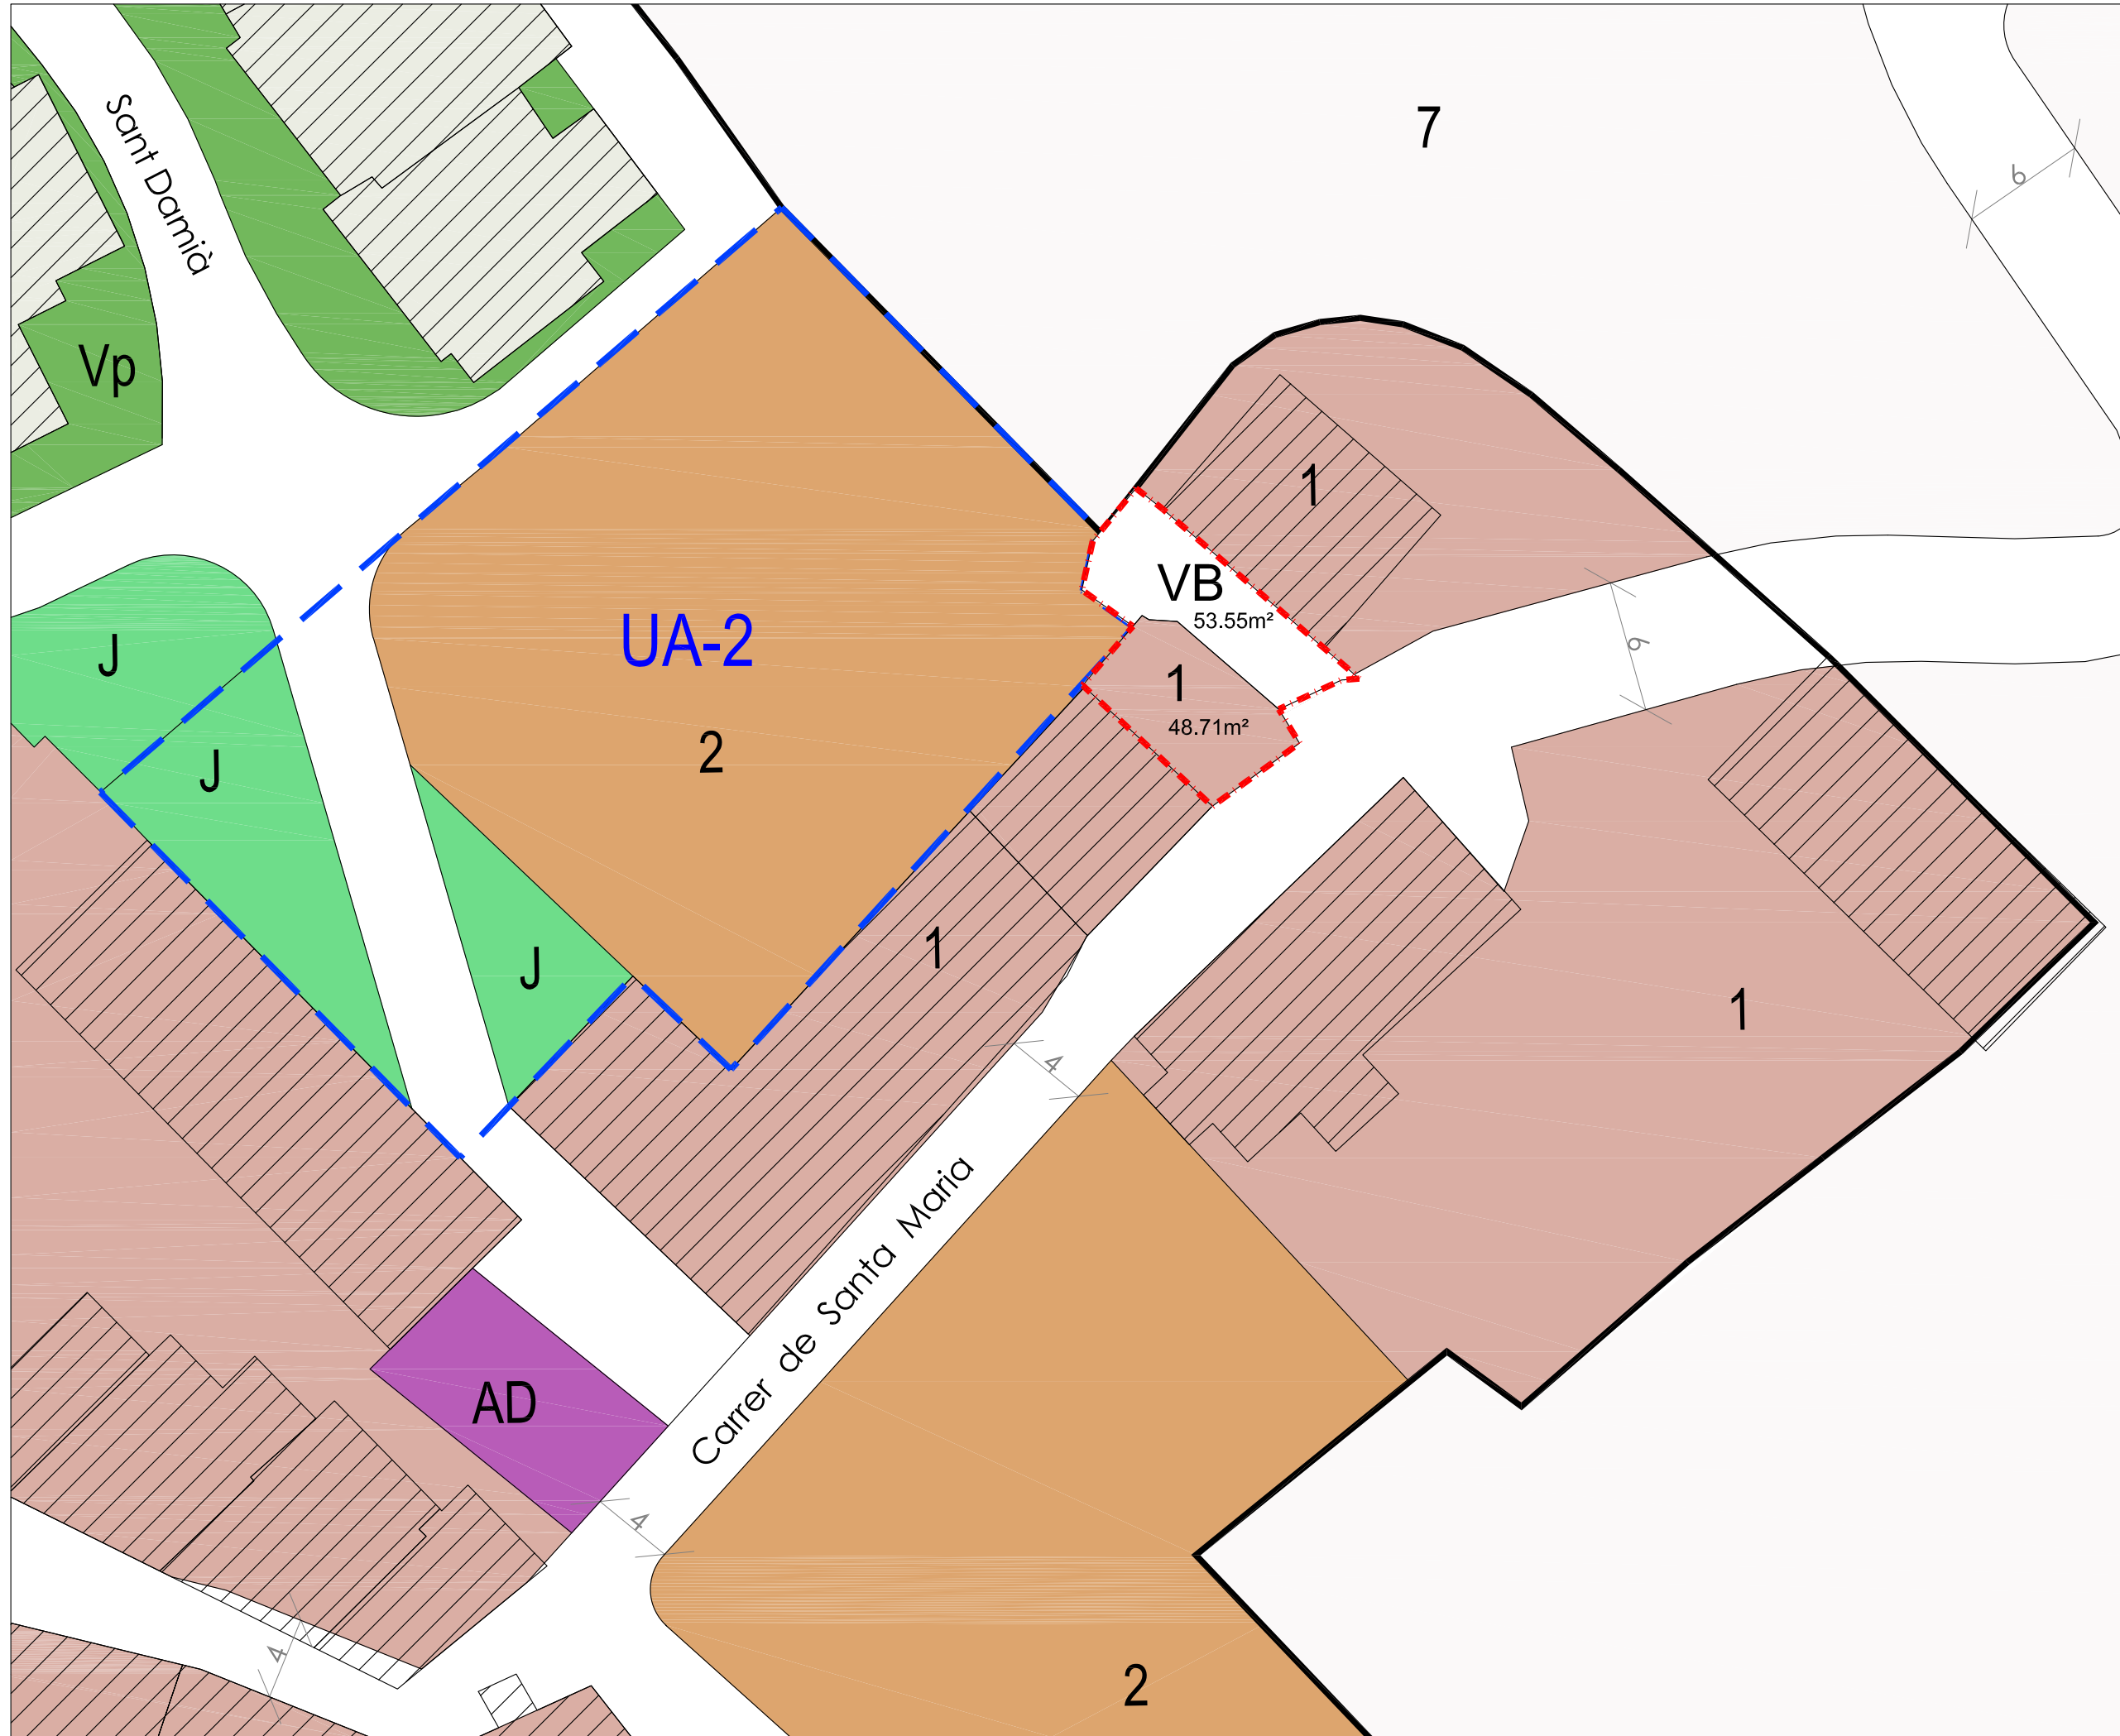 7
Sant Damià
6
Vp
1
VB
53.55m²
UA-2
J
6
1
48.71m²
2
J
1
J
1
4
Carrer de Santa Maria
AD
4
4
2